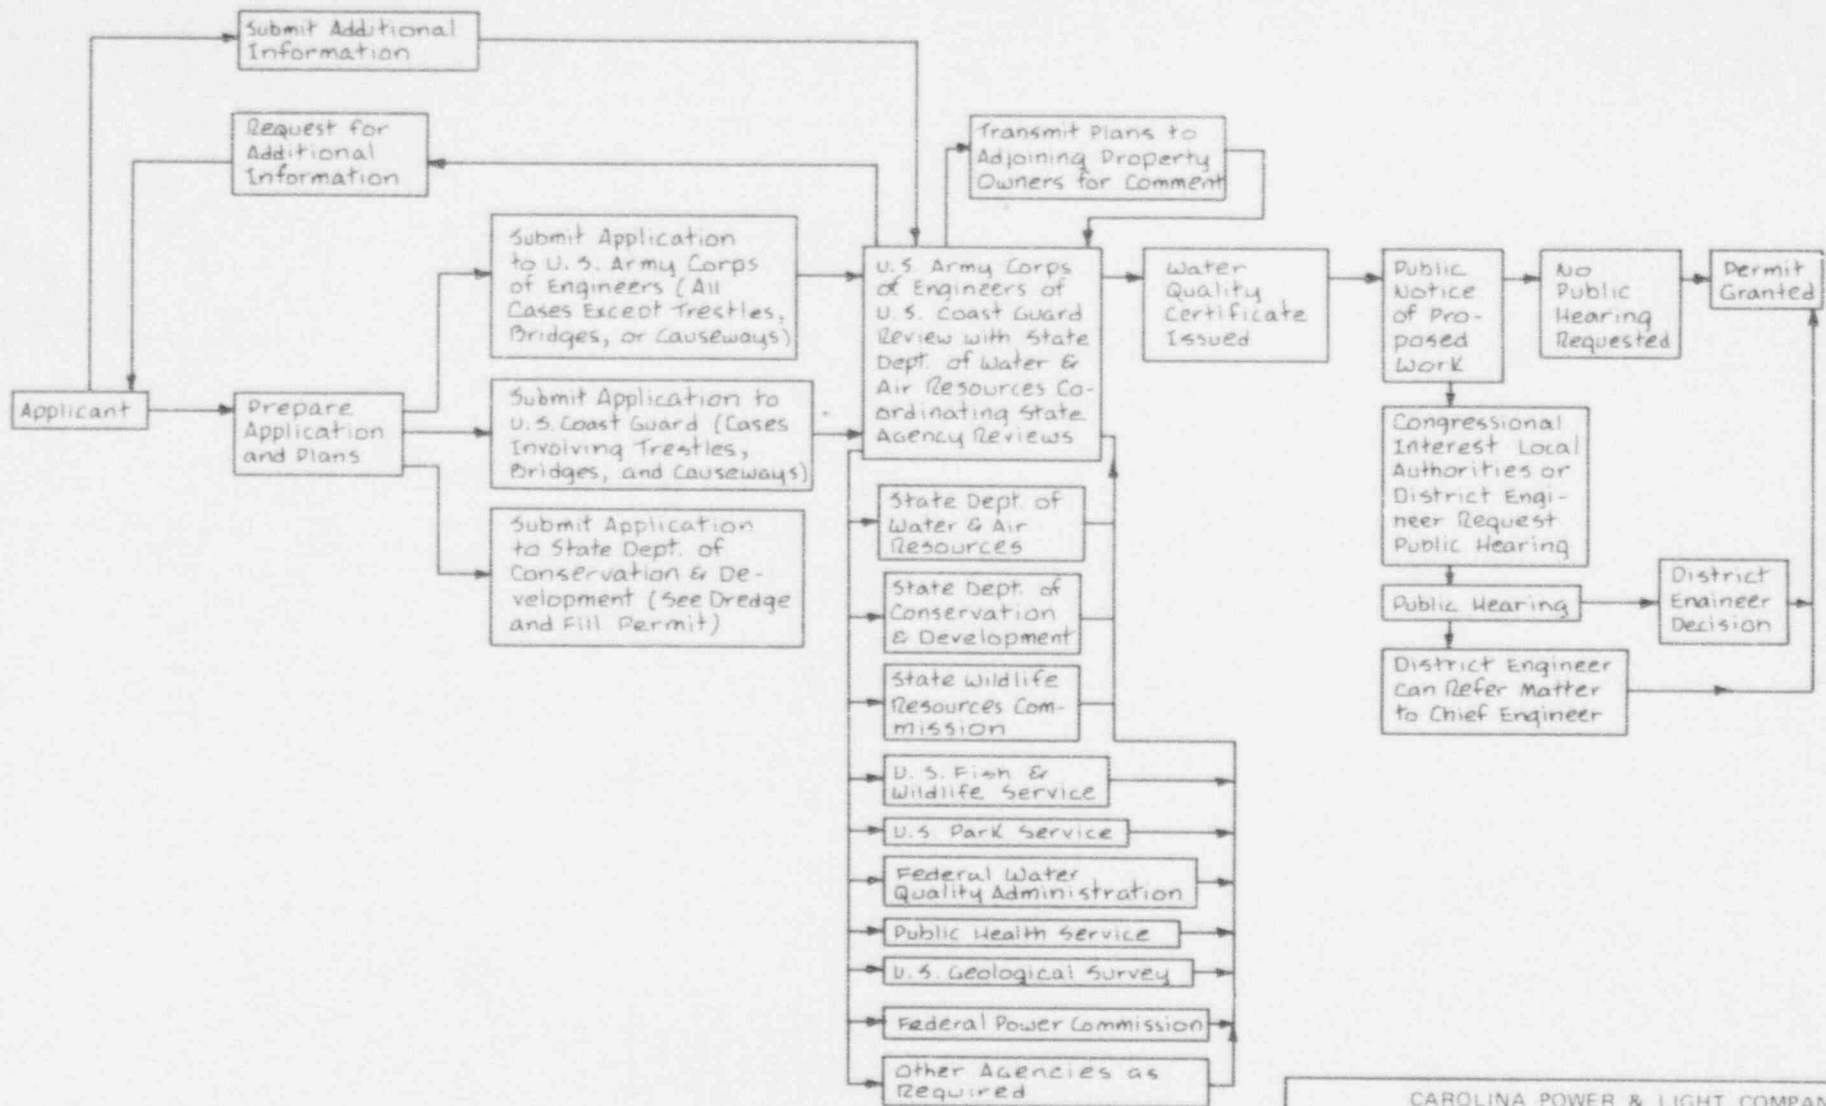 Submit Additional
Information
Request for
Additional
Information
Transmit Plans to
Adjoining Property
Owners for Comment
Applicant
Prepare
Application
and Plans
Submit Application
to U.S. Army Corps
of Engineers (All
Cases Except Trestles,
Bridges, or Causeways)
Submit Application to
U.S. Coast Guard (Cases
Involving Trestles,
Bridges, and Causeways)
Submit Application
to State Dept. of
Conservation & De-
velopment (See Dredge
and Fill Permit)
U.S. Army Corps
of Engineers of
U.S. Coast Guard
Review with State
Dept. of Water &
Air Resources Co-
ordinating State
Agency Reviews
State Dept. of
Water & Air
Resources
State Dept. of
Conservation
& Development
State Wildlife
Resources Com-
mission
U.S. Fish &
Wildlife Service
U.S. Park Service
Federal Water
Quality Administration
Public Health Service
U.S. Geological Survey
Federal Power Commission
Other Agencies as
Required
Water
Quality
Certificate
Issued
Public
Notice
of Pro-
posed
Work
No
Public
Hearing
Requested
Permit
Granted
Congressional
Interest Local
Authorities or
District Engi-
neer Request
Public Hearing
Public Hearing
District
Enaineer
Decision
District Engineer
Can Refer Matter
to Chief Engineer
CAROLINA POWER & LIGHT COMPAN